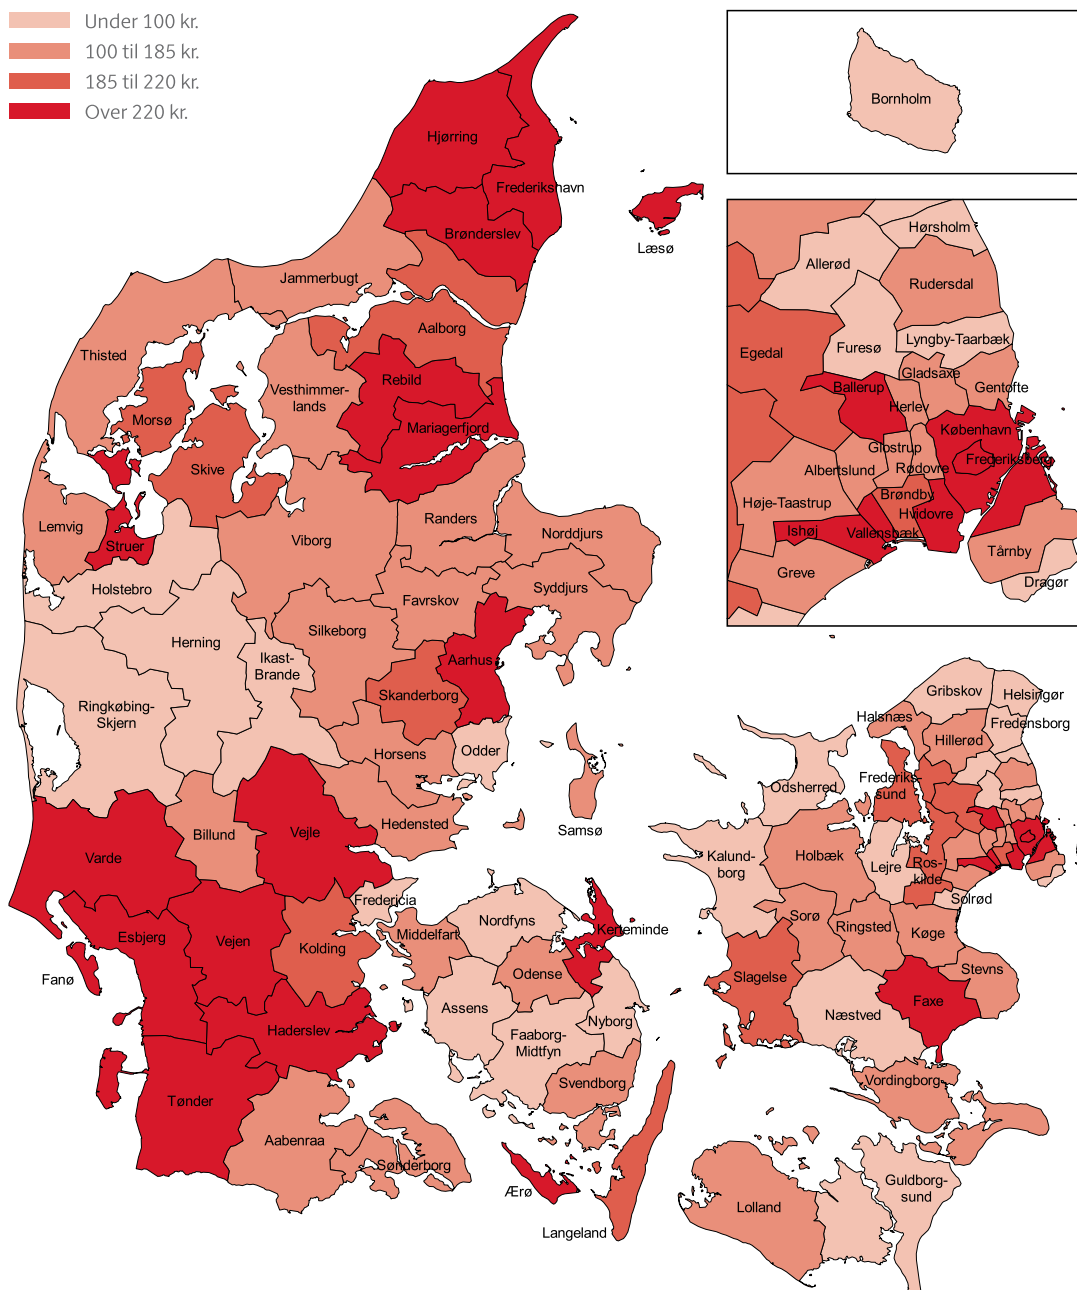 Under 100 kr.
100 til 185 kr.
185 til 220 kr.
Over 220 kr.
Bornholm
Hjørring
Frederikshavn
Brønderslev
Læsø
Jammerbugt
Aalborg
Thisted
Rebild
Vesthimmer-
lands
Morsø
Mariagerfjord
Skive
Lemvig
Struer
Viborg
Randers
Norddjurs
Holstebro
Syddjurs
Favrskov
Herning
Silkeborg
Ikast-
Brande
Aarhus
Skanderborg
Ringkøbing-
Skjern
Horsens
Odder
Hedensted
Samsø
Billund
Vejle
Varde
Fredericia
Esbjerg
Vejen
Kolding
Fanø
Haderslev
Tønder
Aabenraa
Sønderborg
Middelfart
Nordfyns
Kerteminde
Odense
Assens
Nyborg
Faaborg-
Midtfyn
Svendborg
Ærø
Langeland
Hørsholm
Allerød
Rudersdal
Egedal
Furesø
Lyngby-Taarbæk
Gladsaxe
Ballerup
Gentofte
Herlev
København
Glostrup
Frederiksberg
Albertslund
Rødovre
Brøndby
Høje-Taastrup
Hvidovre
Ishøj
Vallensbæk
Tårnby
Greve
Dragør
Gribskov
Helsingør
Halsnæs
Fredensborg
Hillerød
Odsherred
Frederiks-
sund
Kalund-
borg
Holbæk
Lejre
Ros-
kilde
Solrød
Sorø
Ringsted
Køge
Slagelse
Stevns
Faxe
Næstved
Vordingborg
Guldborg-
sund
Lolland